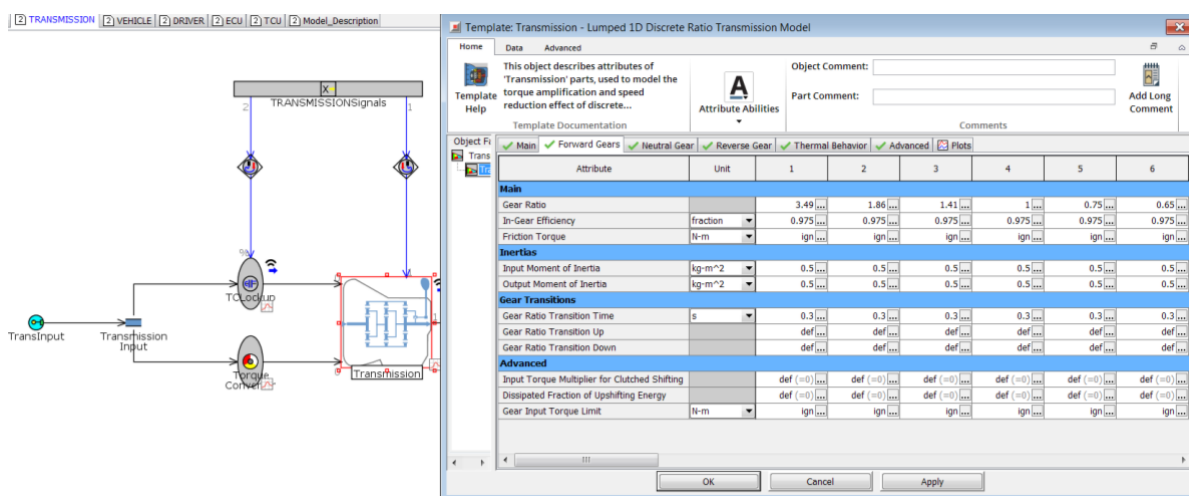 [2] TRANSMISSION [2] VEHICLE [2] DRIVER [2] ECU [2] TCU [2] Model_Description
X
TRANSMISSIONSignals
2
1
TCLockup
TransInput
Transmission
Input
Torque
Transmission
Template: Transmission - Lumped 1D Discrete Ratio Transmission Model
Home Data Advanced
Template
Help
This object describes attributes of
'Transmission' parts, used to model the
torque amplification and speed
reduction effect of discrete...
Template Documentation
A
Attribute Abilities
Object Comment:
Part Comment:
Comments
Add Long
Comment
Object Fa
Trans
Tra
Main Forward Gears Neutral Gear Reverse Gear Thermal Behavior Advanced Plots
Attribute Unit 1 2 3 4 5 6
Main
Gear Ratio 3.49 ... 1.86 ... 1.41 ... 1 ... 0.75 ... 0.65 ...
In-Gear Efficiency fraction 0.975 ... 0.975 ... 0.975 ... 0.975 ... 0.975 ... 0.975 ...
Friction Torque N-m ign ... ign ... ign ... ign ... ign ... ign ...
Inertias
Input Moment of Inertia kg-m^2 0.5 ... 0.5 ... 0.5 ... 0.5 ... 0.5 ... 0.5 ...
Output Moment of Inertia kg-m^2 0.5 ... 0.5 ... 0.5 ... 0.5 ... 0.5 ... 0.5 ...
Gear Transitions
Gear Ratio Transition Time s 0.3 ... 0.3 ... 0.3 ... 0.3 ... 0.3 ... 0.3 ...
Gear Ratio Transition Up def ... def ... def ... def ... def ... def ...
Gear Ratio Transition Down def ... def ... def ... def ... def ... def ...
Advanced
Input Torque Multiplier for Clutched Shifting def (=0) ... def (=0) ... def (=0) ... def (=0) ... def (=0) ... def (=0) ...
Dissipated Fraction of Upshifting Energy def (=0) ... def (=0) ... def (=0) ... def (=0) ... def (=0) ... def (=0) ...
Gear Input Torque Limit N-m ign ... ign ... ign ... ign ... ign ... ign ...
OK Cancel Apply